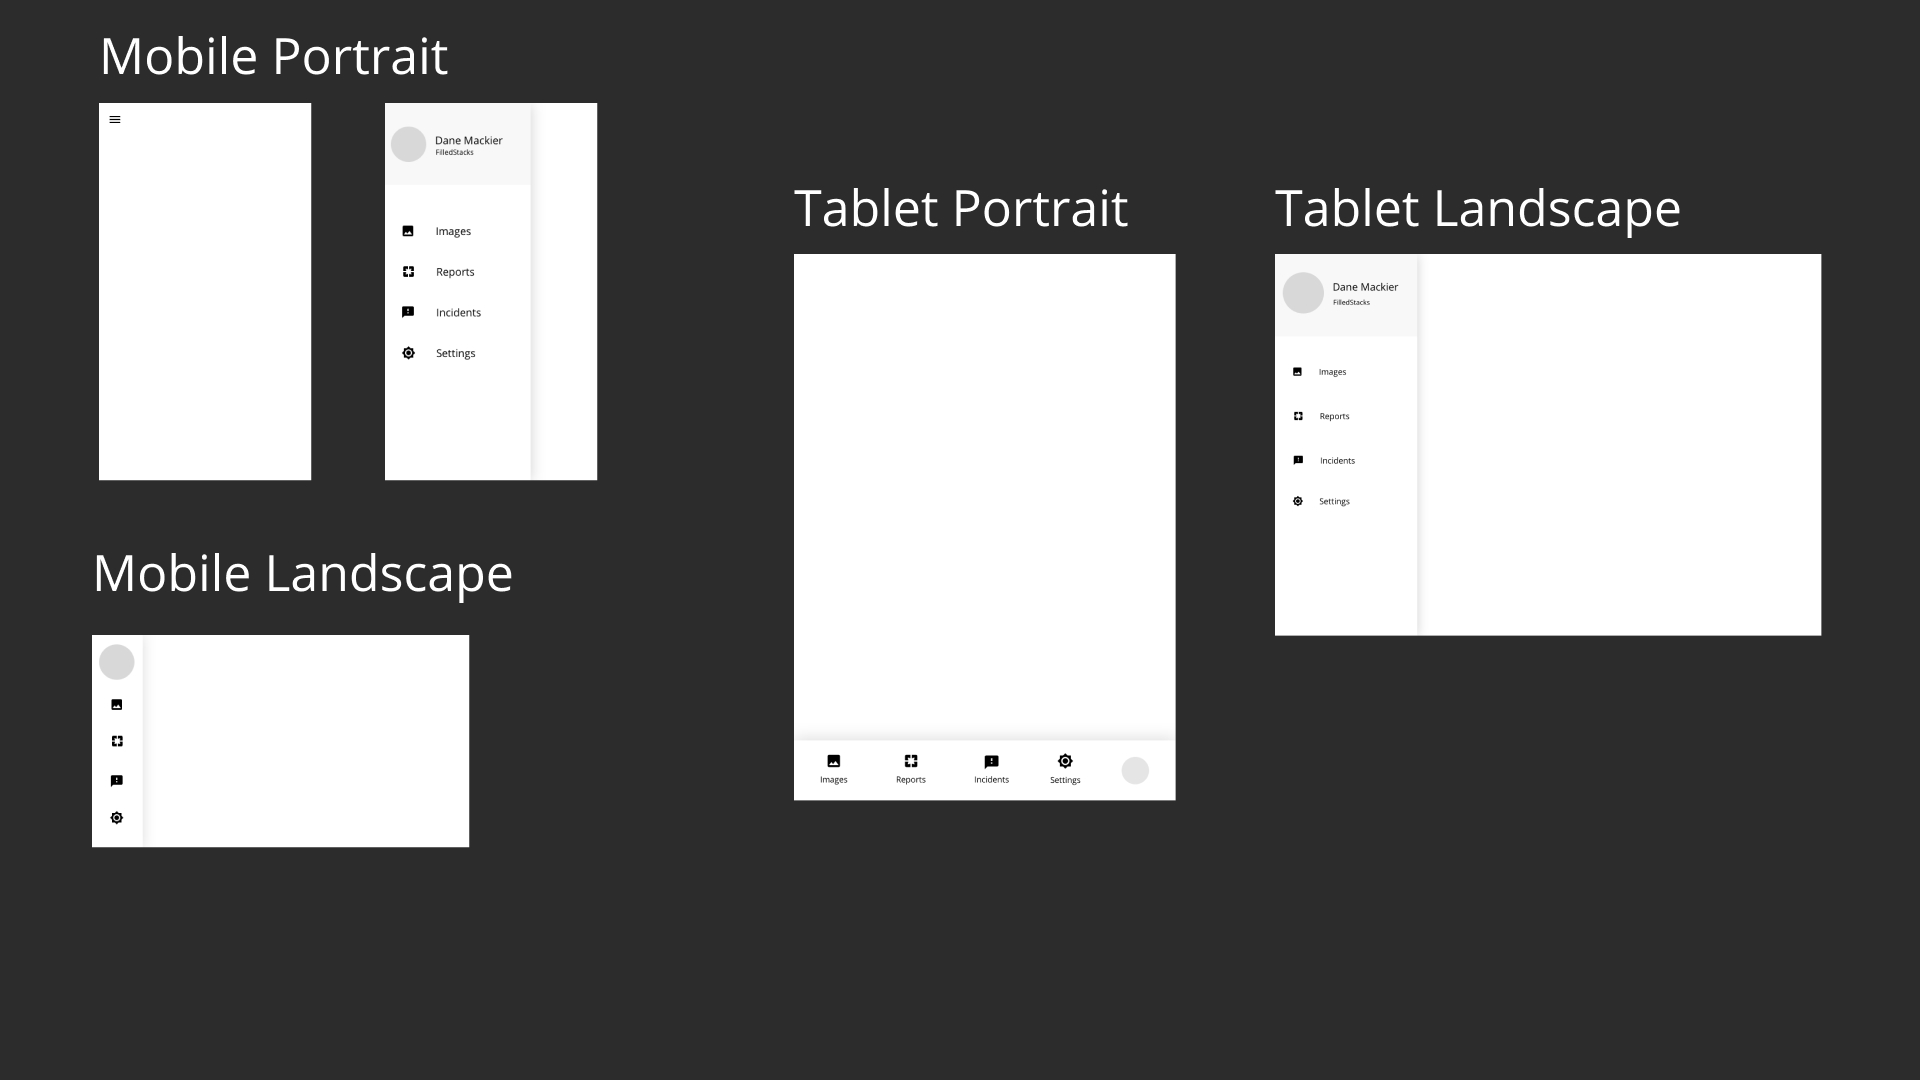 Mobile Portrait
Dane Mackier
FilledStacks
Images
Reports
Incidents
Settings
Mobile Landscape
Tablet Portrait
Images
Reports
Incidents
Settings
Tablet Landscape
Dane Mackier
FilledStacks
Images
Reports
Incidents
Settings